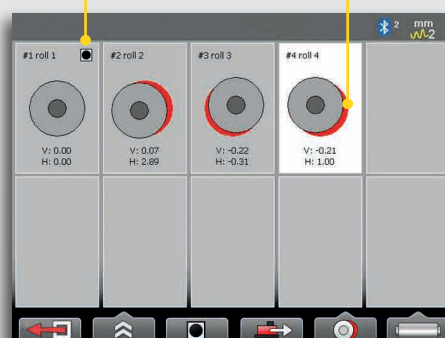 2 mm
2
#1 roll 1
V: 0.00
H: 0.00
#2 roll 2
V: 0.07
H: 2.89
#3 roll 3
V: -0.22
H: -0.31
#4 roll 4
V: -0.21
H: 1.00